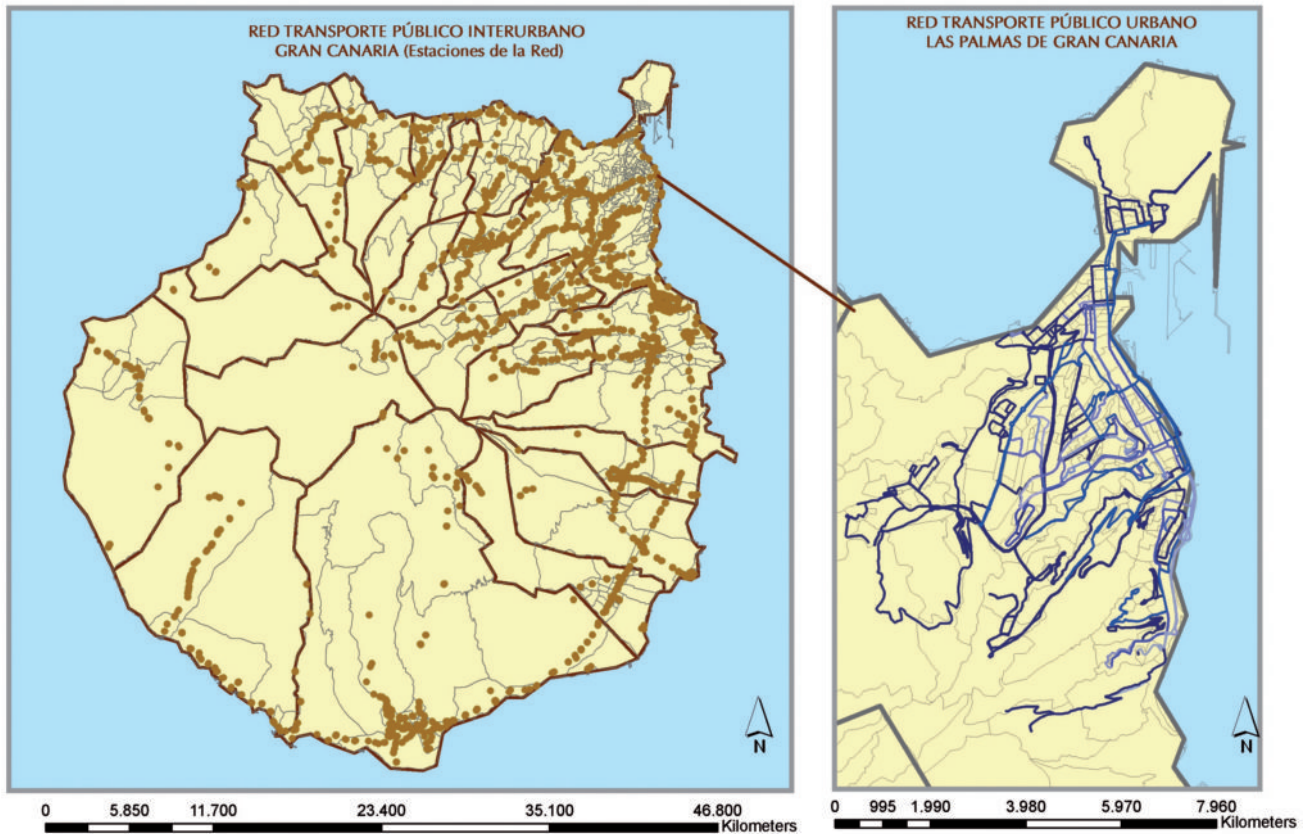 RED TRANSPORTE PÚBLICO INTERURBANO
GRAN CANARIA (Estaciones de la Red)
N
0 5.850 11.700 23.400 35.100 46.800
Kilometers
RED TRANSPORTE PÚBLICO URBANO
LAS PALMAS DE GRAN CANARIA
N
0 995 1.990 3.980 5.970 7.960
Kilometers